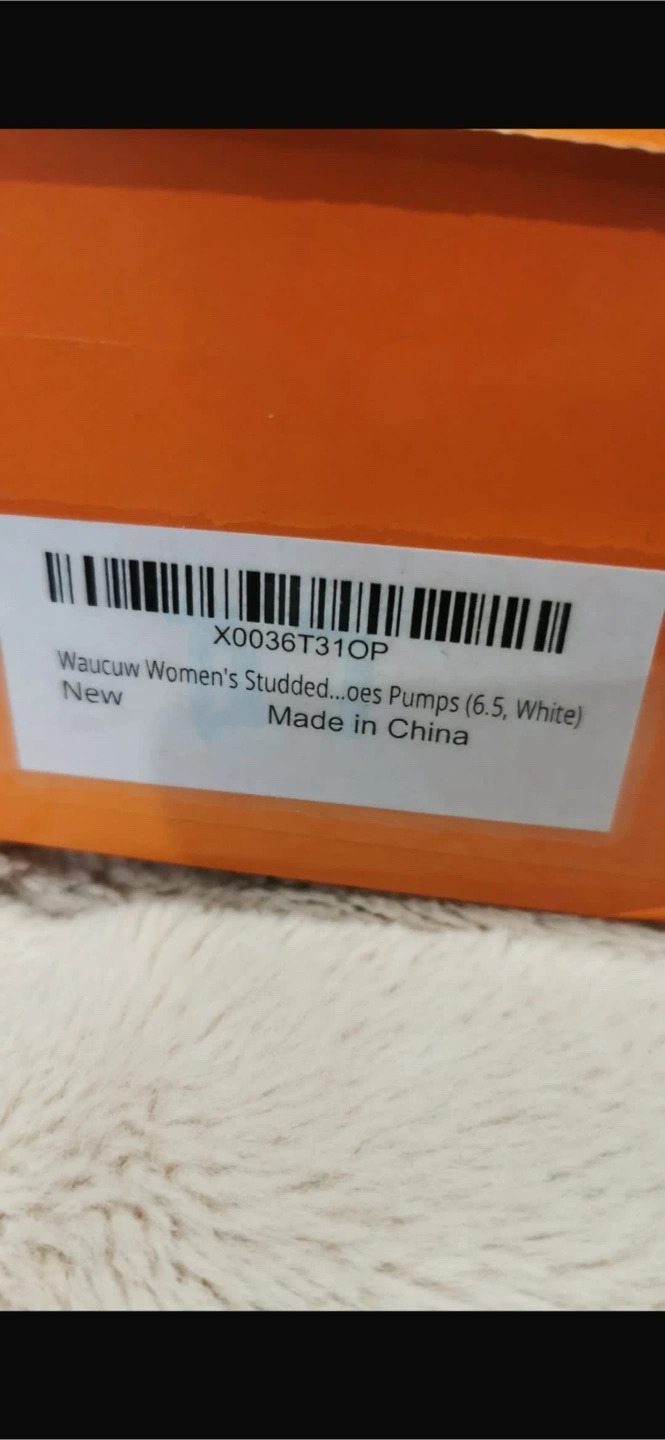 X0036T31OP
Waucuw Women's Studded...oes Pumps (6.5, White)
New
Made in China